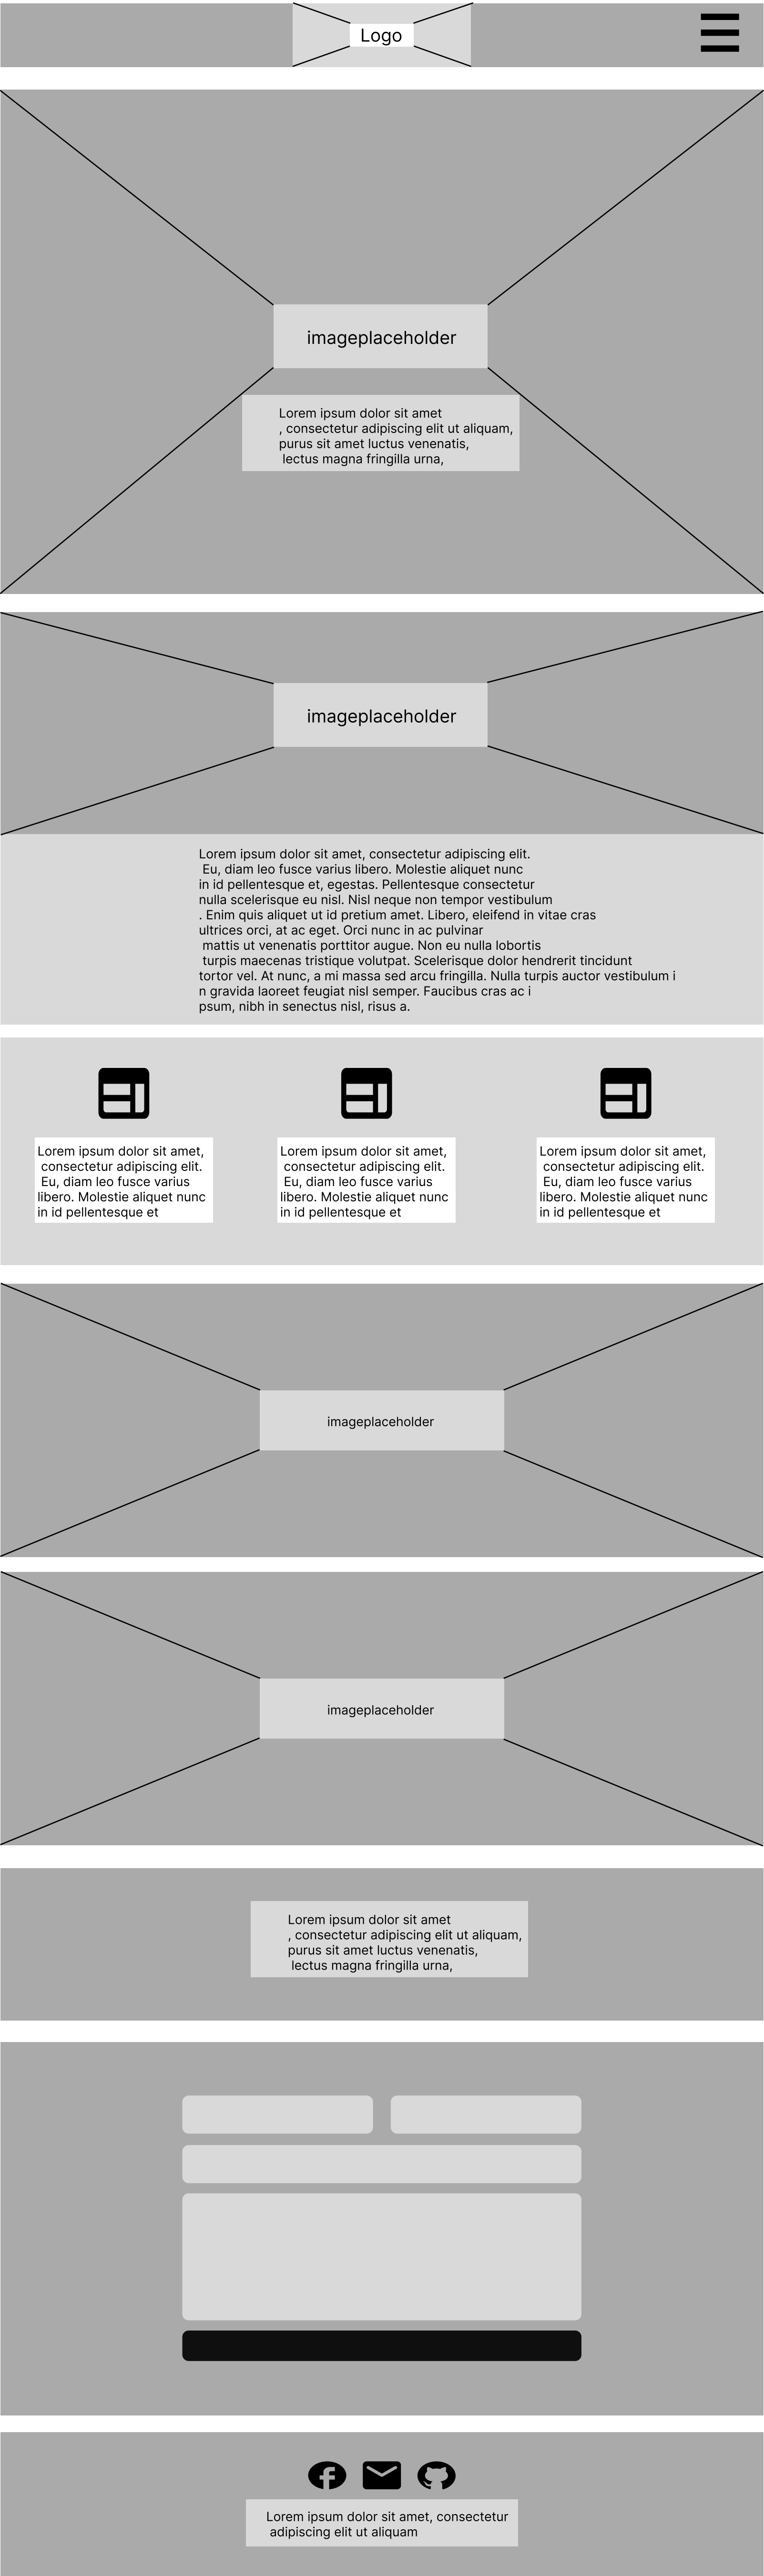 Logo
imageplaceholder
Lorem ipsum dolor sit amet
, consectetur adipiscing elit ut aliquam,
purus sit amet luctus venenatis,
lectus magna fringilla urna,
imageplaceholder
Lorem ipsum dolor sit amet, consectetur adipiscing elit.
Eu, diam leo fusce varius libero. Molestie aliquet nunc
in id pellentesque et, egestas. Pellentesque consectetur
nulla scelerisque eu nisl. Nisl neque non tempor vestibulum
. Enim quis aliquet ut id pretium amet. Libero, eleifend in vitae cras
ultrices orci, at ac eget. Orci nunc in ac pulvinar
mattis ut venenatis porttitor augue. Non eu nulla lobortis
turpis maecenas tristique volutpat. Scelerisque dolor hendrerit tincidunt
tortor vel. At nunc, a mi massa sed arcu fringilla. Nulla turpis auctor vestibulum i
n gravida laoreet feugiat nisl semper. Faucibus cras ac i
psum, nibh in senectus nisl, risus a.
Lorem ipsum dolor sit amet,
consectetur adipiscing elit.
Eu, diam leo fusce varius
libero. Molestie aliquet nunc
in id pellentesque et
Lorem ipsum dolor sit amet,
consectetur adipiscing elit.
Eu, diam leo fusce varius
libero. Molestie aliquet nunc
in id pellentesque et
Lorem ipsum dolor sit amet,
consectetur adipiscing elit.
Eu, diam leo fusce varius
libero. Molestie aliquet nunc
in id pellentesque et
imageplaceholder
imageplaceholder
Lorem ipsum dolor sit amet
, consectetur adipiscing elit ut aliquam,
purus sit amet luctus venenatis,
lectus magna fringilla urna,
Lorem ipsum dolor sit amet, consectetur
adipiscing elit ut aliquam